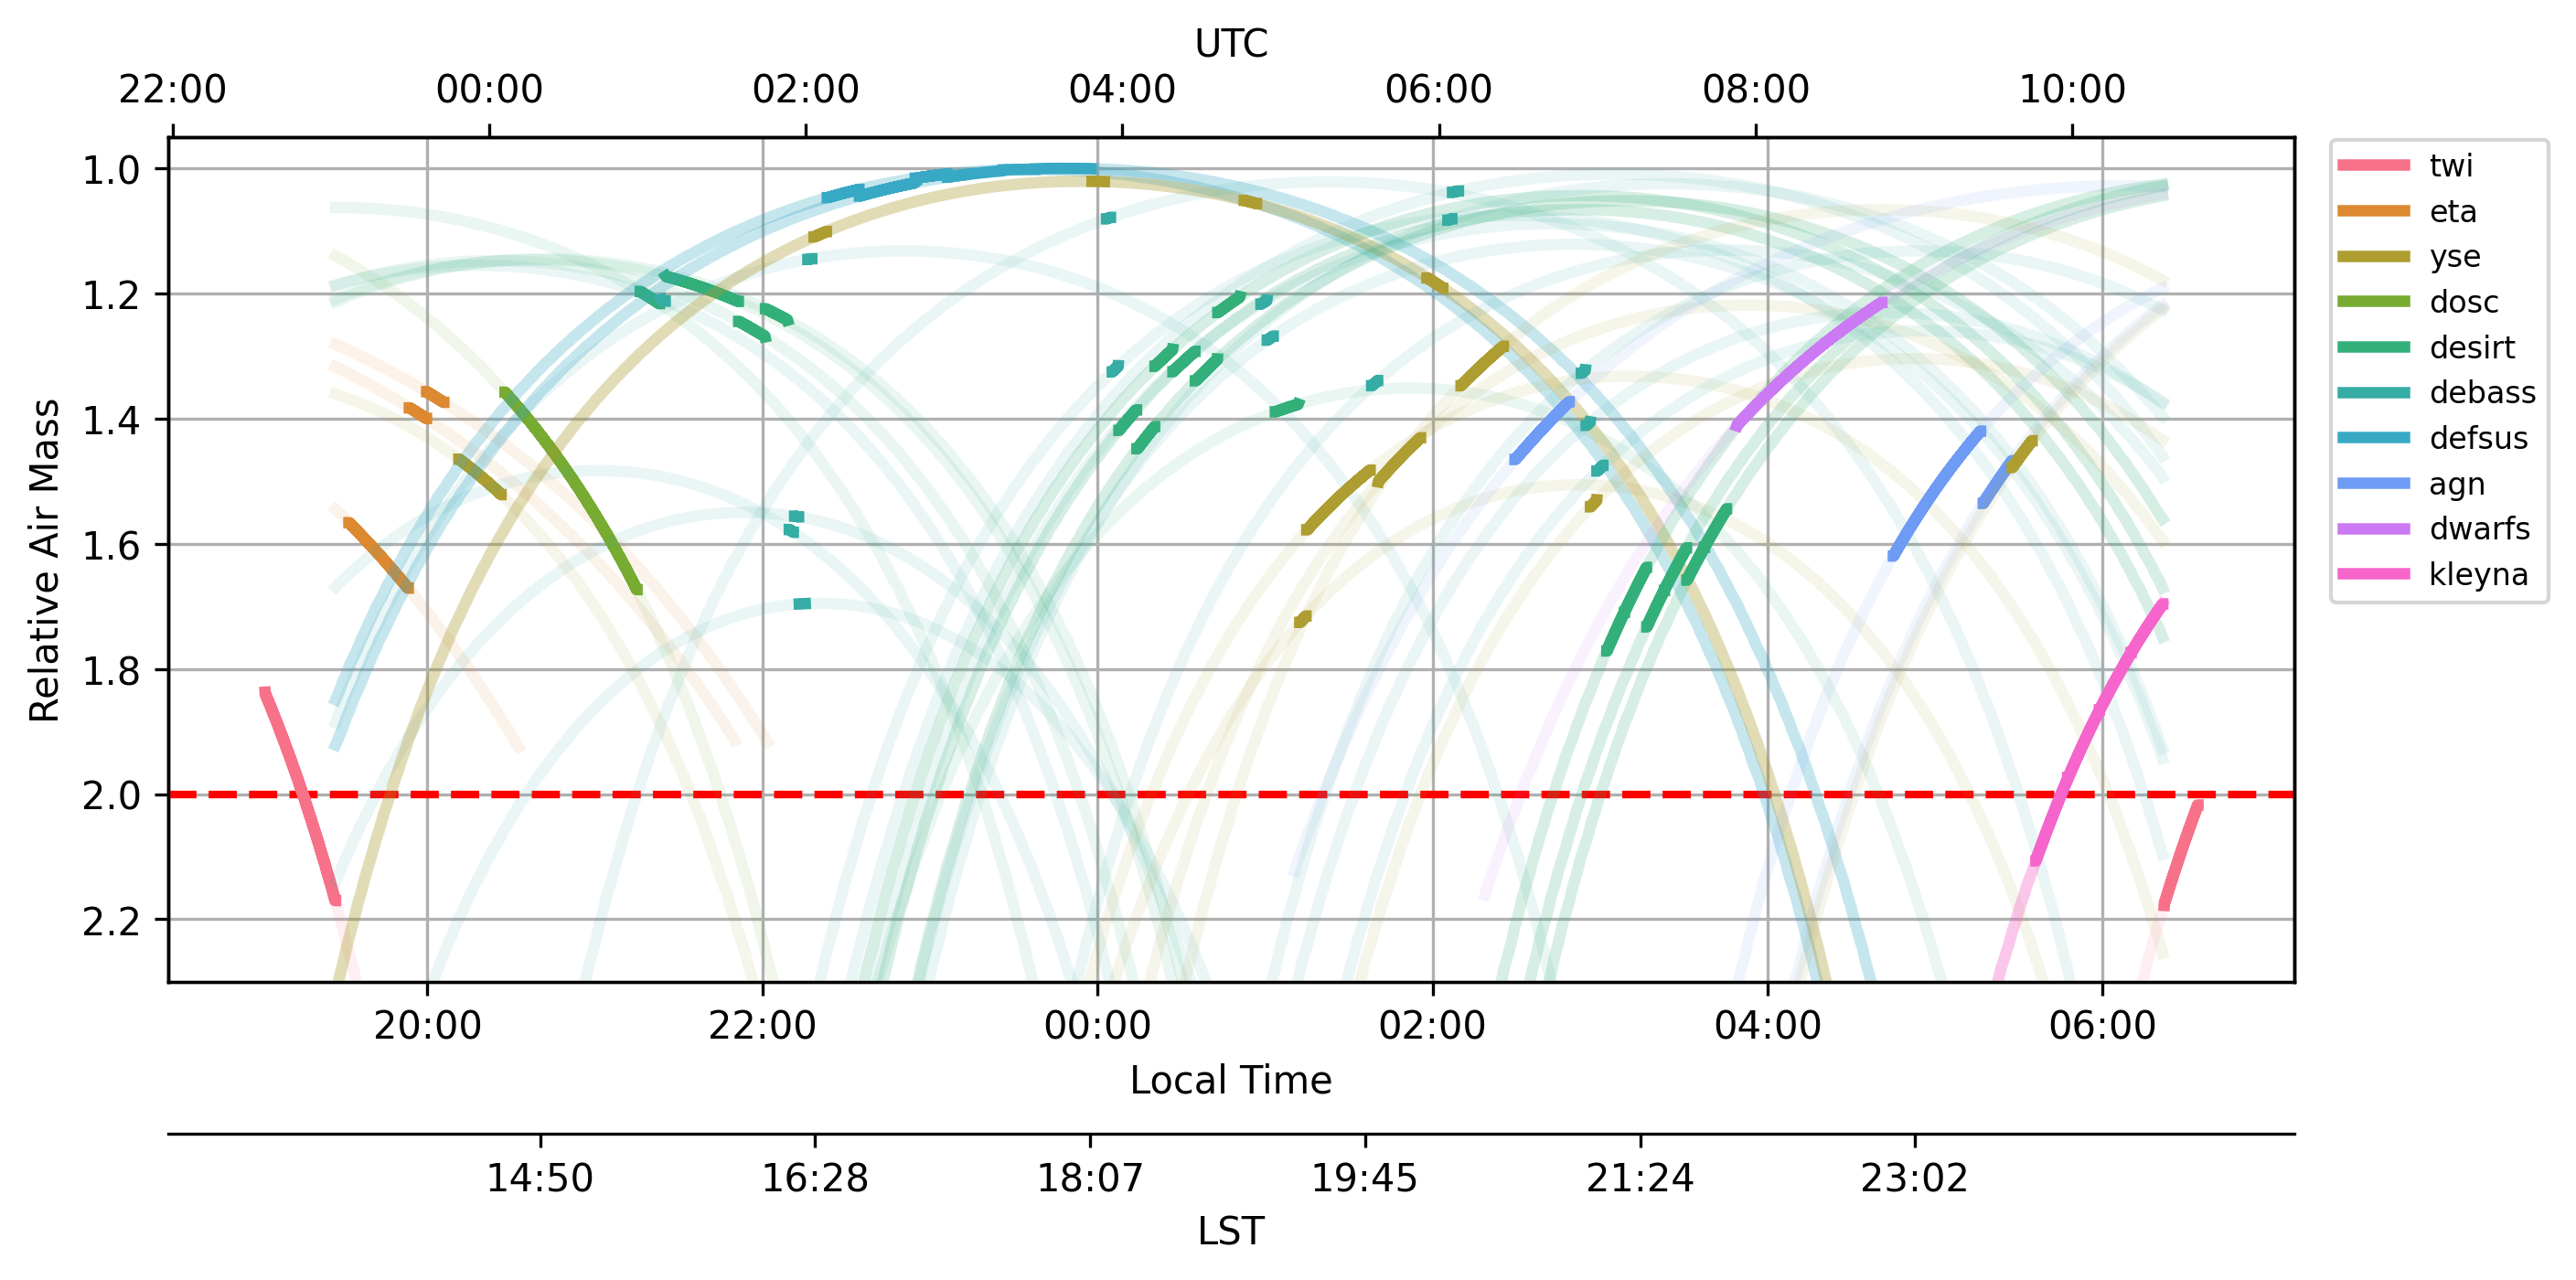 UTC
22:00 00:00 02:00 04:00 06:00 08:00 10:00
1.0
1.2
1.4
1.6
1.8
2.0
2.2
Relative Air Mass
twi
eta
yse
dosc
desirt
debass
defsus
agn
dwarfs
kleyna
20:00 22:00 00:00 02:00 04:00 06:00
Local Time
14:50 16:28 18:07 19:45 21:24 23:02
LST